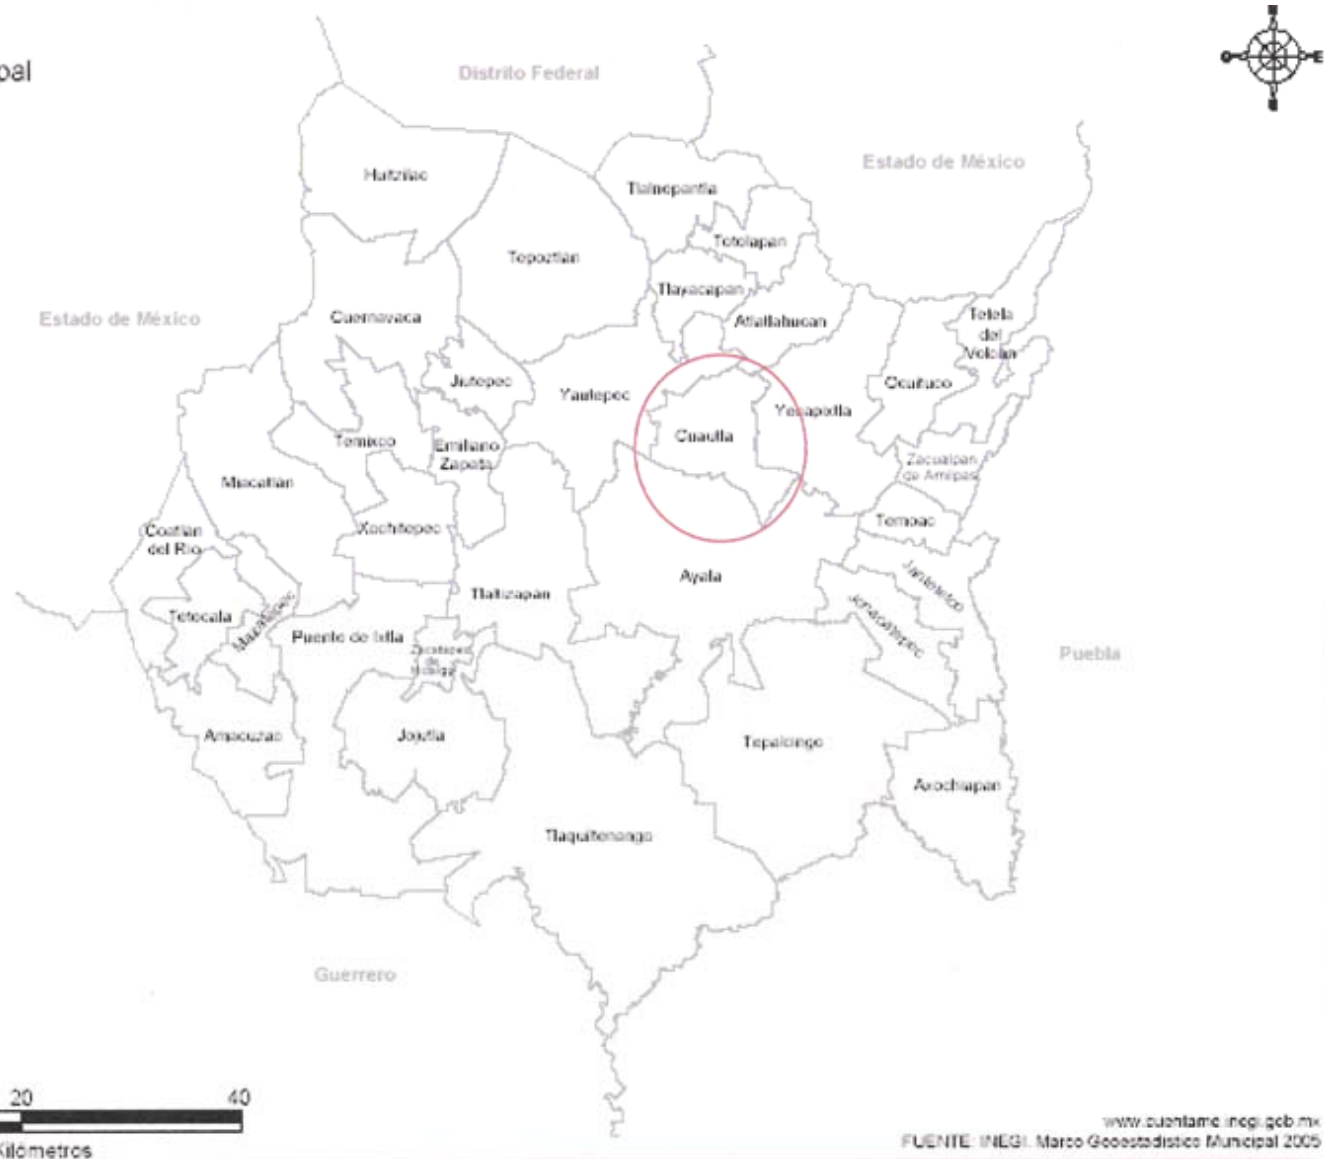 pal
N
Distrito Federal
O
E
S
Estado de México
Huitzilac
Tlalnepantla
Totolapan
Tepoztlán
Tlayacapan
Estado de México
Cuernavaca
Atlatlahucan
Tetela
del
Volcán
Jiutepec
Yautepec
Ocuituco
Yecapixtla
Cuautla
Temixco
Emiliano
Zapata
Zacualpan
de Amilpas
Miacatlán
Xochitepec
Temoac
Coatlán
del Río
Ayala
Jantetelco
Tlaltizapán
Jonacatepec
Mazatepec
Tetecala
Puente de Ixtla
Zacatepec
de
Hidalgo
Puebla
Amacuzac
Jojutla
Tepalcingo
Axochiapan
Tlaquiltenango
Guerrero
20
40
Kilómetros
www.cuentame.inegi.gob.mx
FUENTE: INEGI. Marco Geoestadístico Municipal 2005